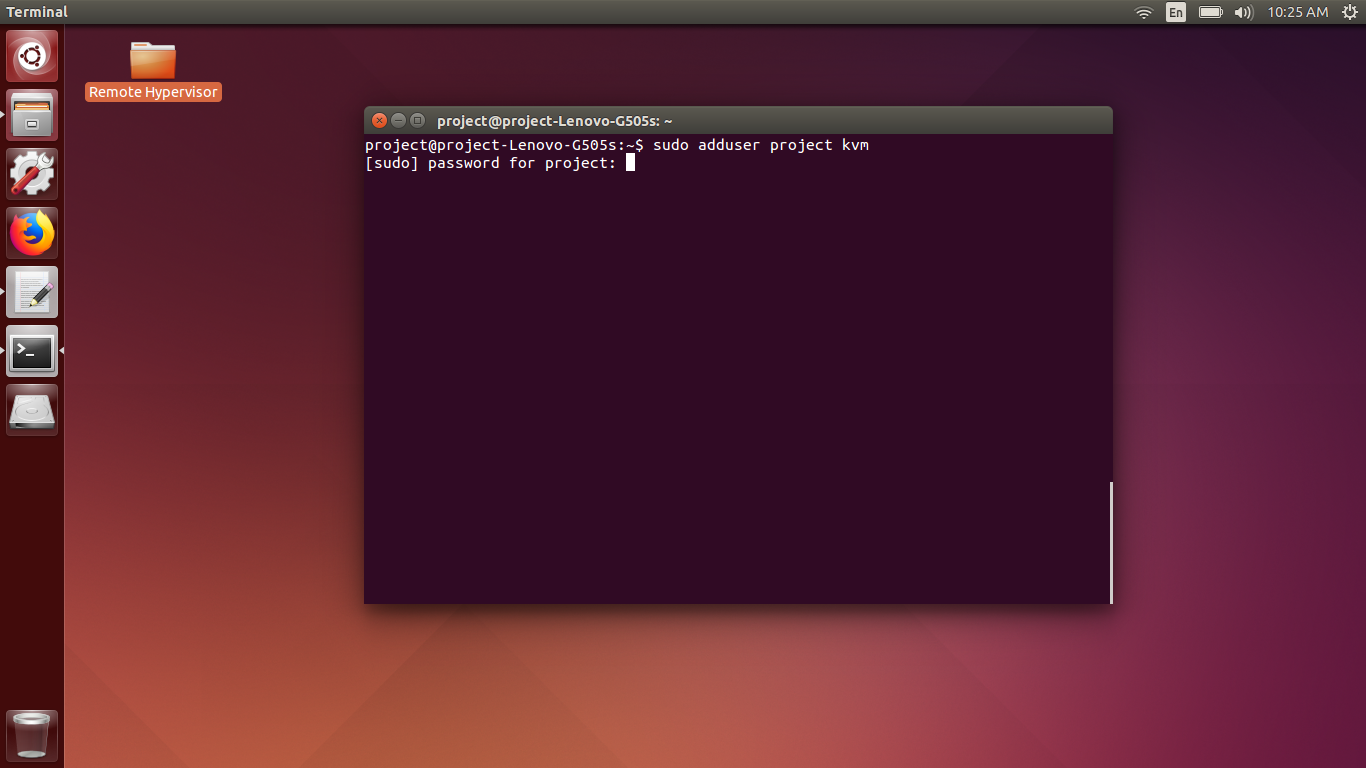 Terminal
En
10:25 AM
Remote Hypervisor
project@project-Lenovo-G505s: ~
project@project-Lenovo-G505s:~$ sudo adduser project kvm
[sudo] password for project:
>_